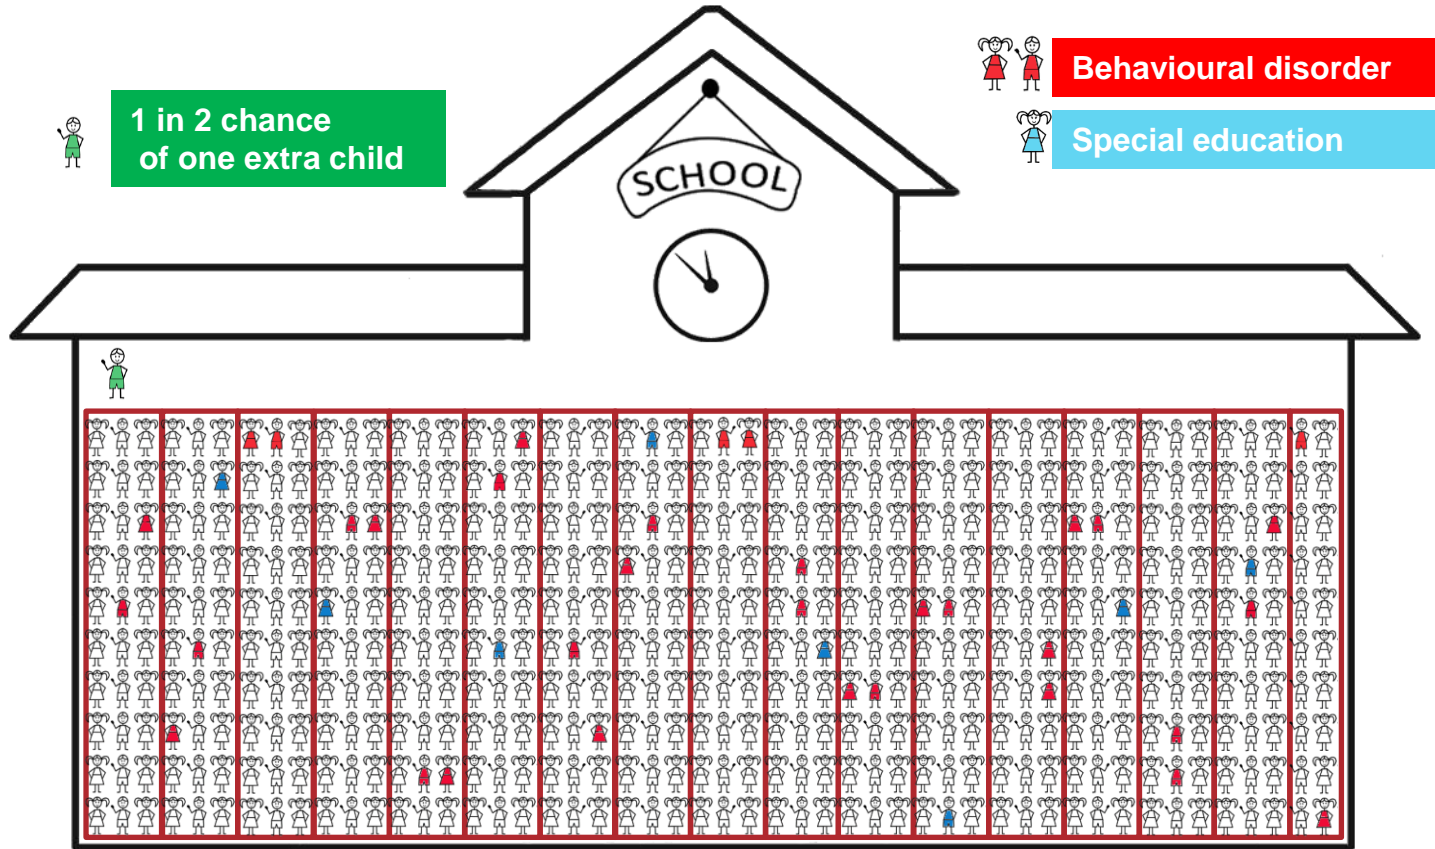 1 in 2 chance
of one extra child
Behavioural disorder
Special education
SCHOOL